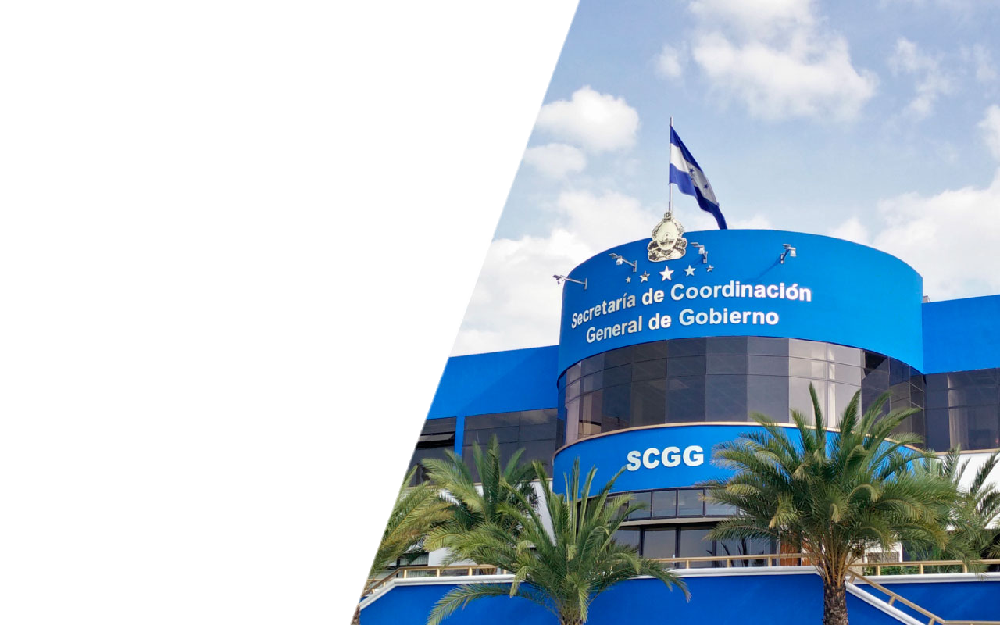 Secretaría de Coordinación
General de Gobierno
SCGG